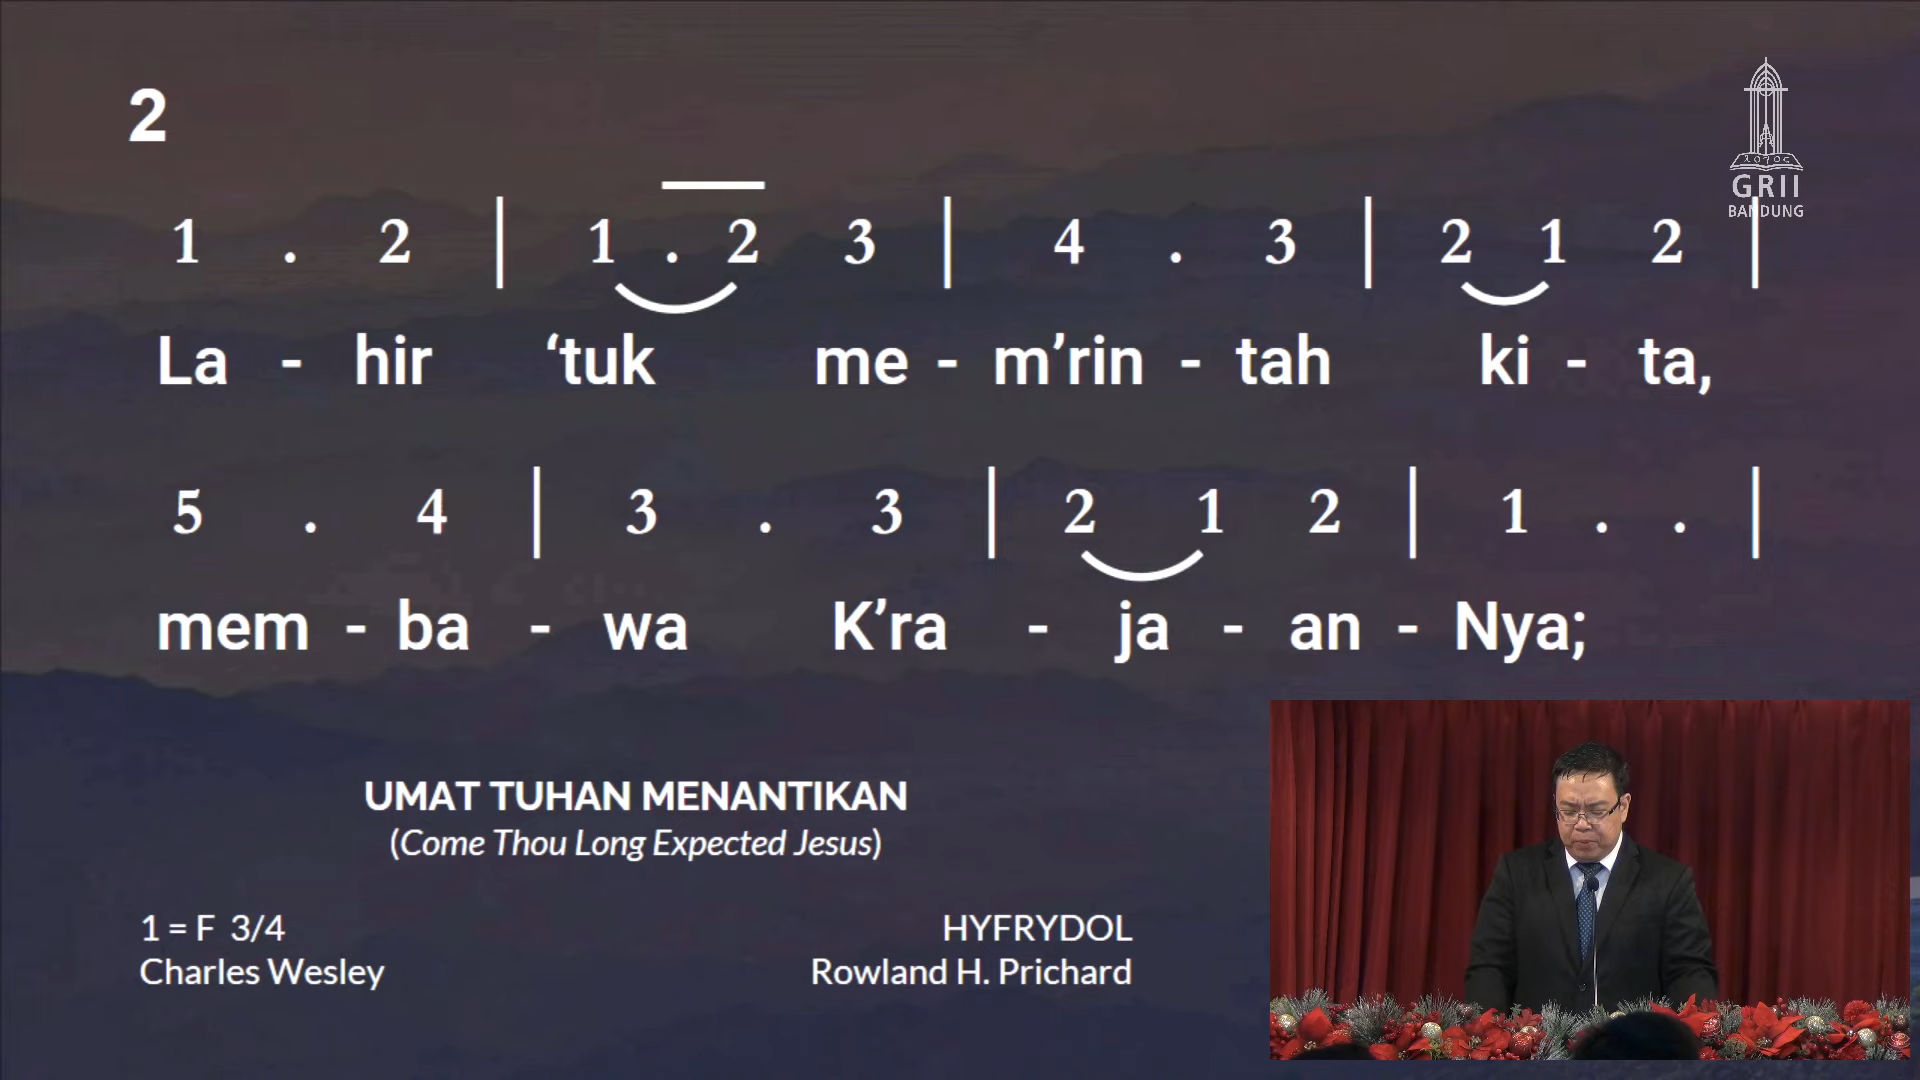 2
1 . 2 | 1 . 2 3 | 4 . 3 | 2 1 2 |
La - hir ‘tuk me - m’rin - tah ki - ta,
5 . 4 | 3 . 3 | 2 1 2 | 1 . . |
mem - ba - wa K’ra - ja - an - Nya;
UMAT TUHAN MENANTIKAN
(Come Thou Long Expected Jesus)
1 = F 3/4
Charles Wesley
HYFRYDOL
Rowland H. Prichard
GRII
BANDUNG